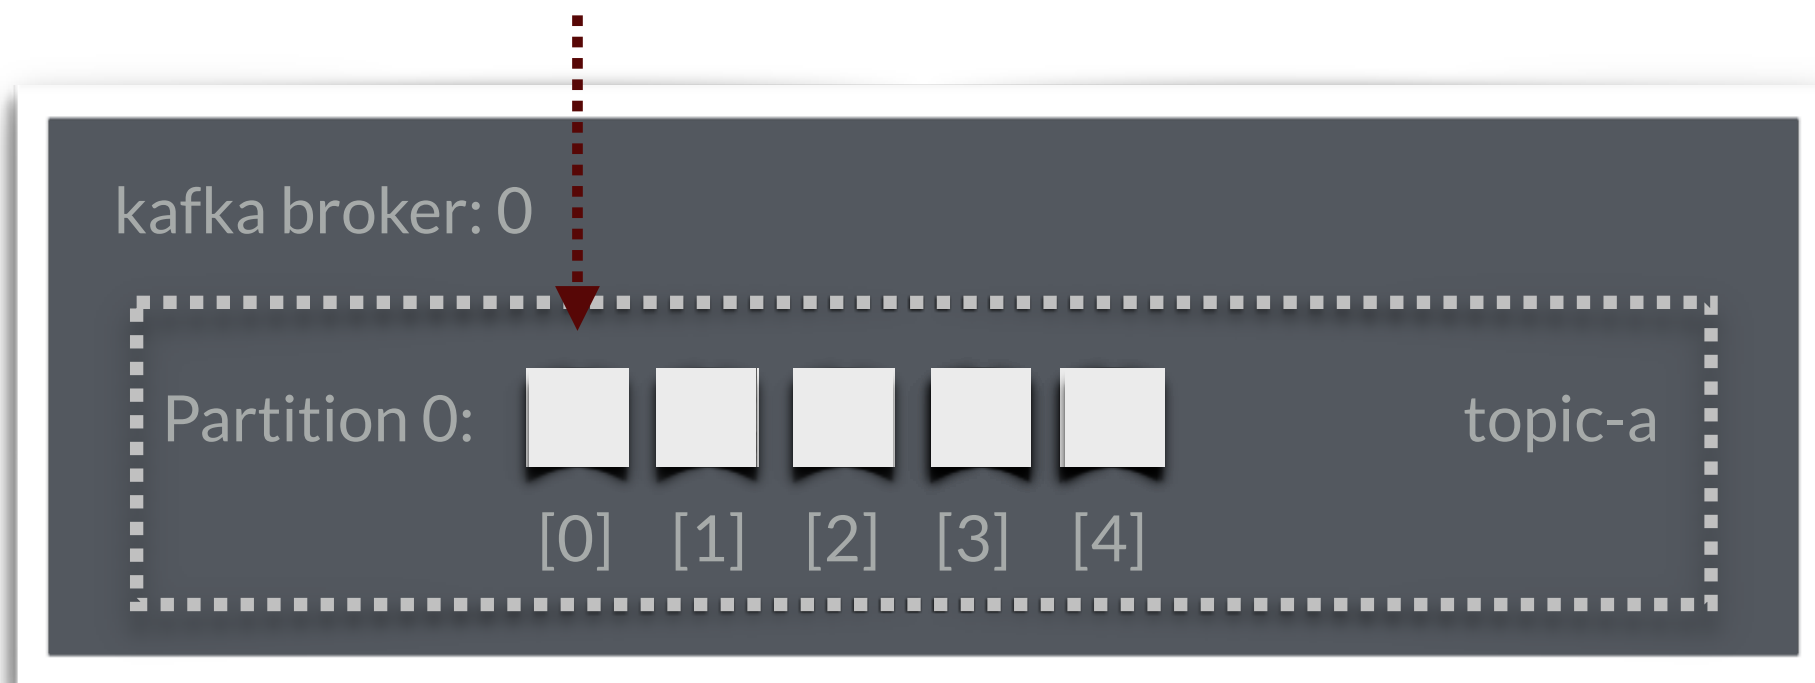 kafka broker: 0
Partition 0:
topic-a
[0] [1] [2] [3] [4]